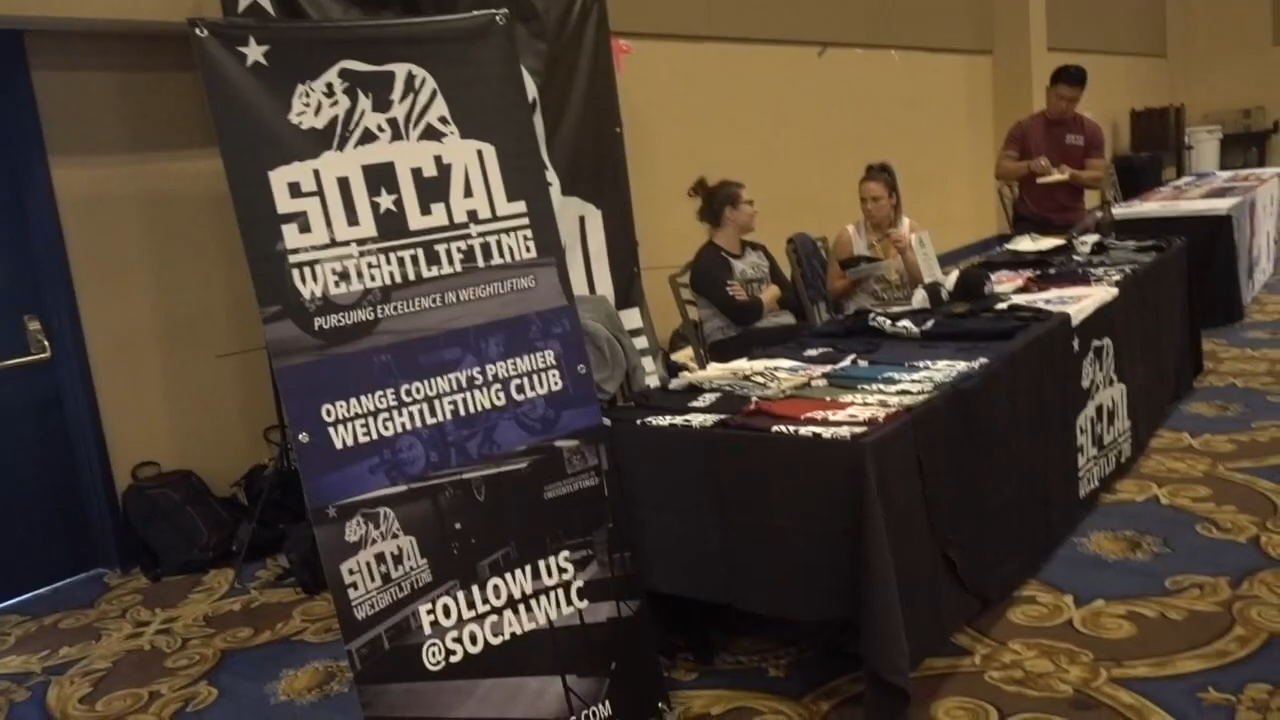 SO★CAL
WEIGHTLIFTING
PURSUING EXCELLENCE IN WEIGHTLIFTING
ORANGE COUNTY'S PREMIER
WEIGHTLIFTING CLUB
SO★CAL
WEIGHTLIFTING
FOLLOW US
@SOCALWLC
.COM
SO★CAL
WEIGHTLIFTING